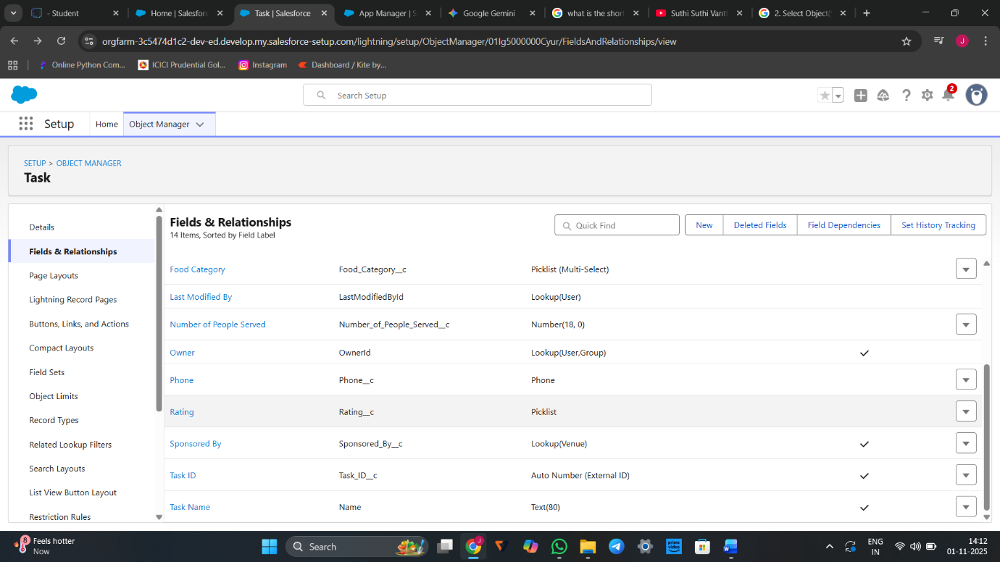 - Student
Home | Salesforc
Task | Salesforce
App Manager | S
Google Gemini
what is the short
Suthi Suthi Vant
2. Select Object(
orgfarm-3c5474d1c2-dev-ed.develop.my.salesforce-setup.com/lightning/setup/ObjectManager/01Ig5000000Cyur/FieldsAndRelationships/view
J
Online Python Com...
ICICI Prudential Gol...
Instagram
Dashboard / Kite by...
Search Setup
2
Setup
Home
Object Manager
SETUP > OBJECT MANAGER
Task
Details
Fields & Relationships
Page Layouts
Lightning Record Pages
Buttons, Links, and Actions
Compact Layouts
Field Sets
Object Limits
Record Types
Related Lookup Filters
Search Layouts
List View Button Layout
Restriction Rules
Fields & Relationships
14 Items, Sorted by Field Label
Quick Find
New
Deleted Fields
Field Dependencies
Set History Tracking
Food Category Food_Category__c Picklist (Multi-Select)
Last Modified By LastModifiedById Lookup(User)
Number of People Served Number_of_People_Served__c Number(18, 0)
Owner OwnerId Lookup(User,Group)
Phone Phone__c Phone
Rating Rating__c Picklist
Sponsored By Sponsored_By__c Lookup(Venue)
Task ID Task_ID__c Auto Number (External ID)
Task Name Name Text(80)
8
Feels hotter
Now
Search
J
prime video
W
ENG
IN
14:12
01-11-2025